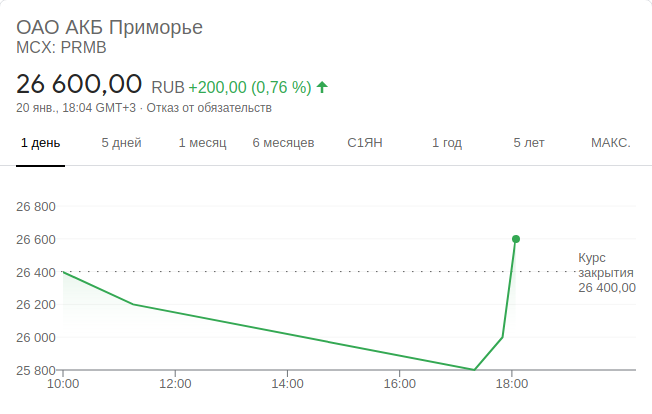 ОАО АКБ Приморье
MCX: PRMB
26 600,00 RUB +200,00 (0,76 %)
20 янв., 18:04 GMT+3 · Отказ от обязательств
1 день 5 дней 1 месяц 6 месяцев С1ЯН 1 год 5 лет МАКС.
26 800
26 600
Курс
26 400 закрытия
26 400,00
26 200
26 000
25 800
10:00 12:00 14:00 16:00 18:00